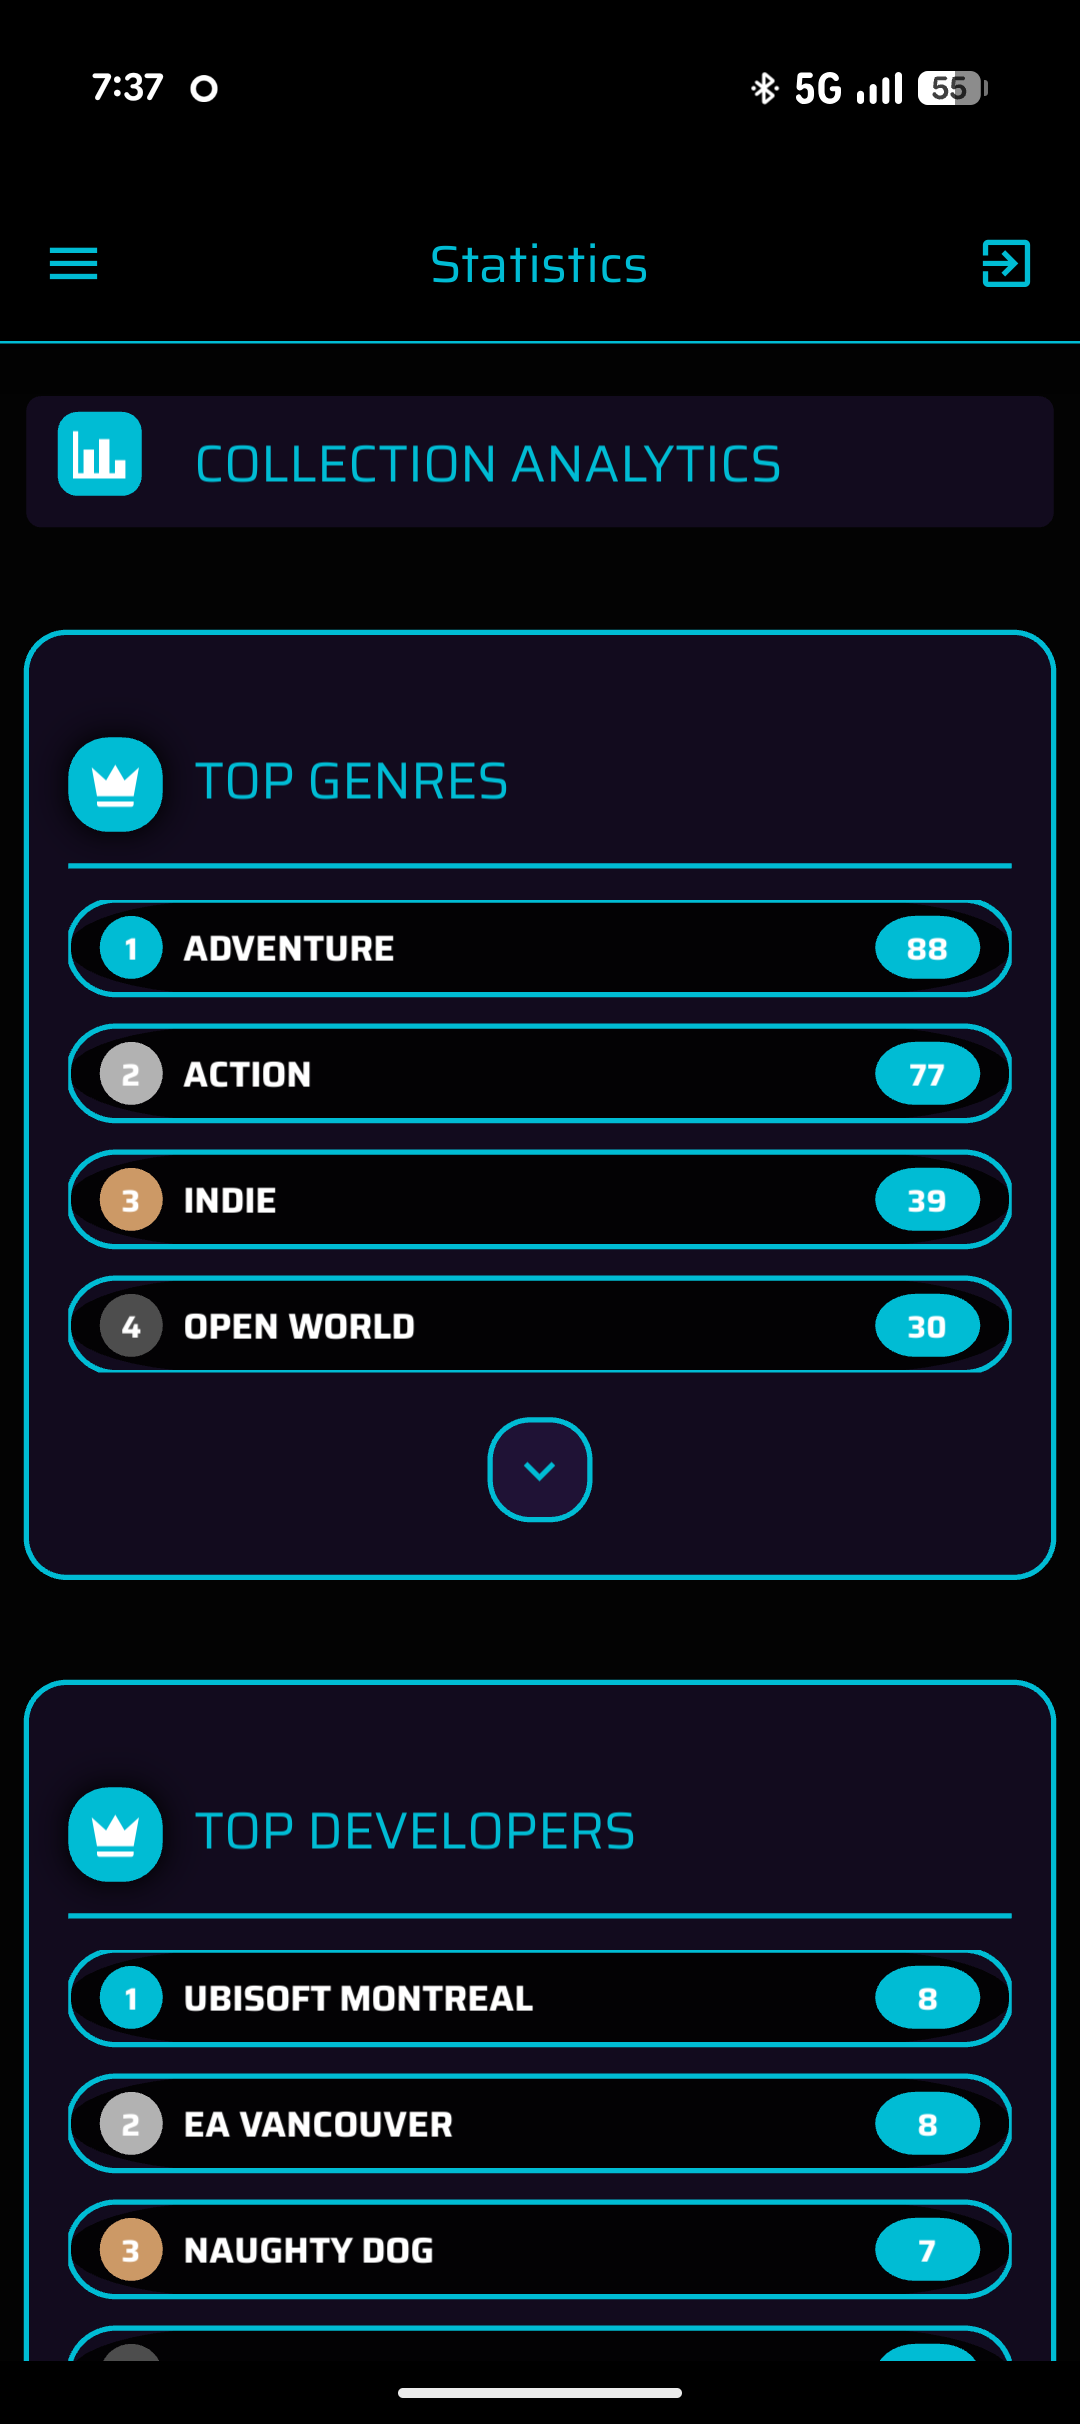 7:37
5G
55
Statistics
COLLECTION ANALYTICS
TOP GENRES
1 ADVENTURE 88
2 ACTION 77
3 INDIE 39
4 OPEN WORLD 30
TOP DEVELOPERS
1 UBISOFT MONTREAL 8
2 EA VANCOUVER 8
3 NAUGHTY DOG 7